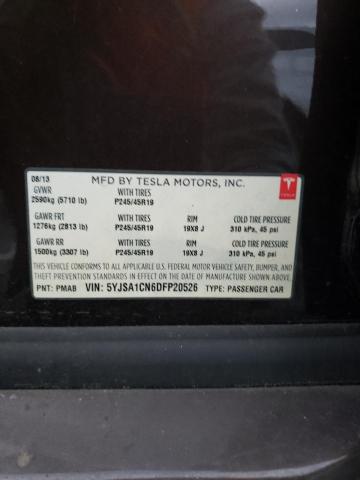 08/13 MFD BY TESLA MOTORS, INC.
GVWR WITH TIRES
2590kg (5710 lb) P245/45R19
GAWR FRT WITH TIRES RIM COLD TIRE PRESSURE
1276kg (2813 lb) P245/45R19 19X8 J 310 kPa, 45 psi
GAWR RR WITH TIRES RIM COLD TIRE PRESSURE
1500kg (3307 lb) P245/45R19 19X8 J 310 kPa, 45 psi
THIS VEHICLE CONFORMS TO ALL APPLICABLE U.S. FEDERAL MOTOR VEHICLE SAFETY, BUMPER, AND
THEFT PREVENTION STANDARDS IN EFFECT ON THE DATE OF MANUFACTURE SHOWN ABOVE.
PNT: PMAB VIN: 5YJSA1CN6DFP20526 TYPE: PASSENGER CAR